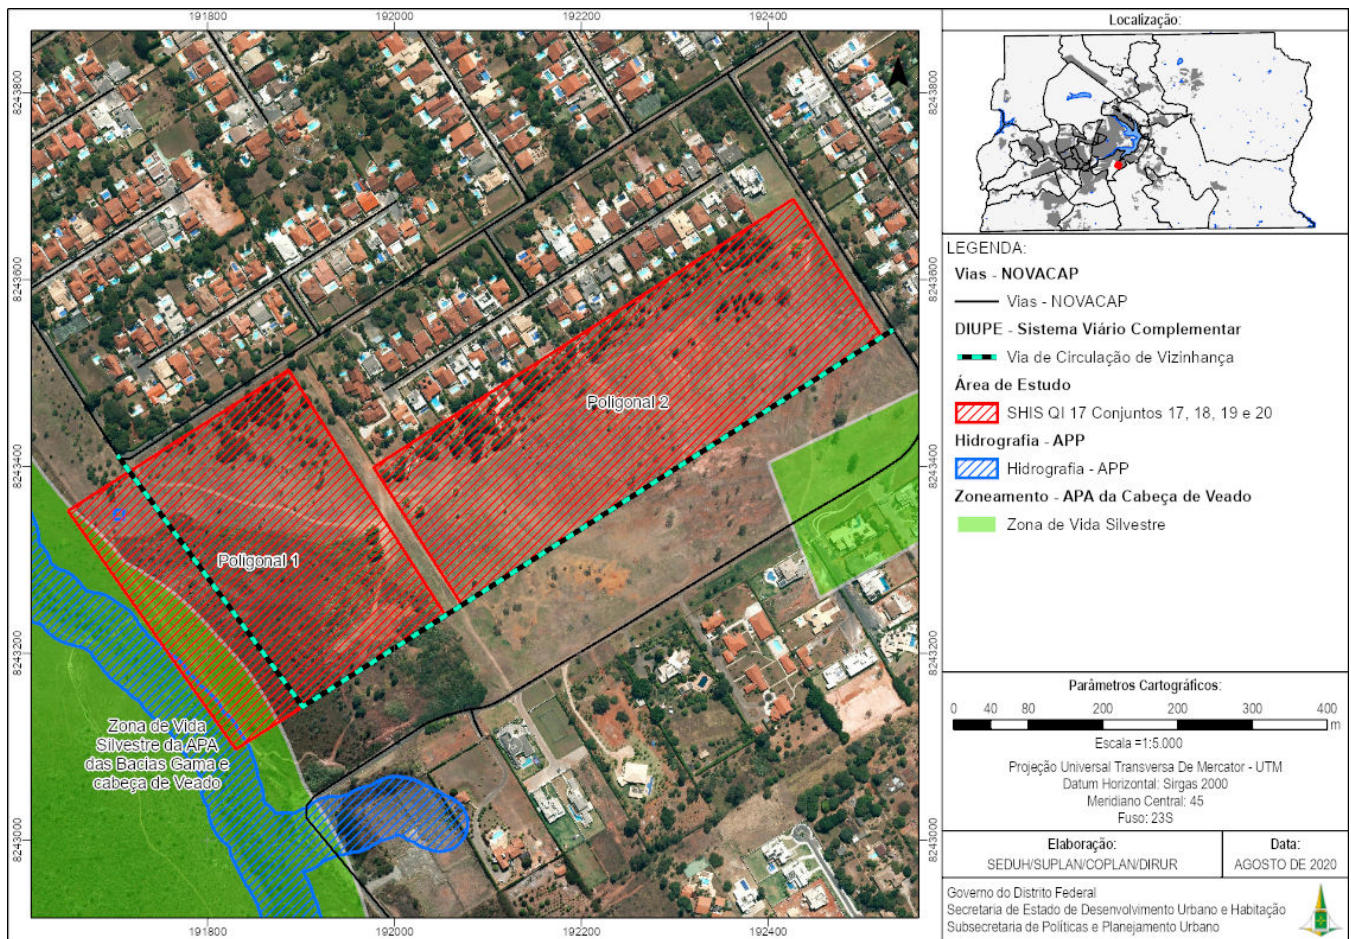 191800
192000
192200
192400
8243800
8243600
8243400
8243200
8243000
8243800
8243600
8243400
8243200
8243000
Poligonal 2
Poligonal 1
Zona de Vida
Silvestre da APA
das Bacias Gama e
cabeça de Veado
191800
192000
192200
192400
Localização:
LEGENDA:
Vias - NOVACAP
Vias - NOVACAP
DIUPE - Sistema Viário Complementar
Via de Circulação de Vizinhança
Área de Estudo
SHIS QI 17 Conjuntos 17, 18, 19 e 20
Hidrografia - APP
Hidrografia - APP
Zoneamento - APA da Cabeça de Veado
Zona de Vida Silvestre
Parâmetros Cartográficos:
0 40 80 200 200 300 400
m
Escala =1:5.000
Projeção Universal Transversa De Mercator - UTM
Datum Horizontal: Sirgas 2000
Meridiano Central: 45
Fuso: 23S
Elaboração:
SEDUH/SUPLAN/COPLAN/DIRUR
Data:
AGOSTO DE 2020
Governo do Distrito Federal
Secretaria de Estado de Desenvolvimento Urbano e Habitação
Subsecretaria de Políticas e Planejamento Urbano